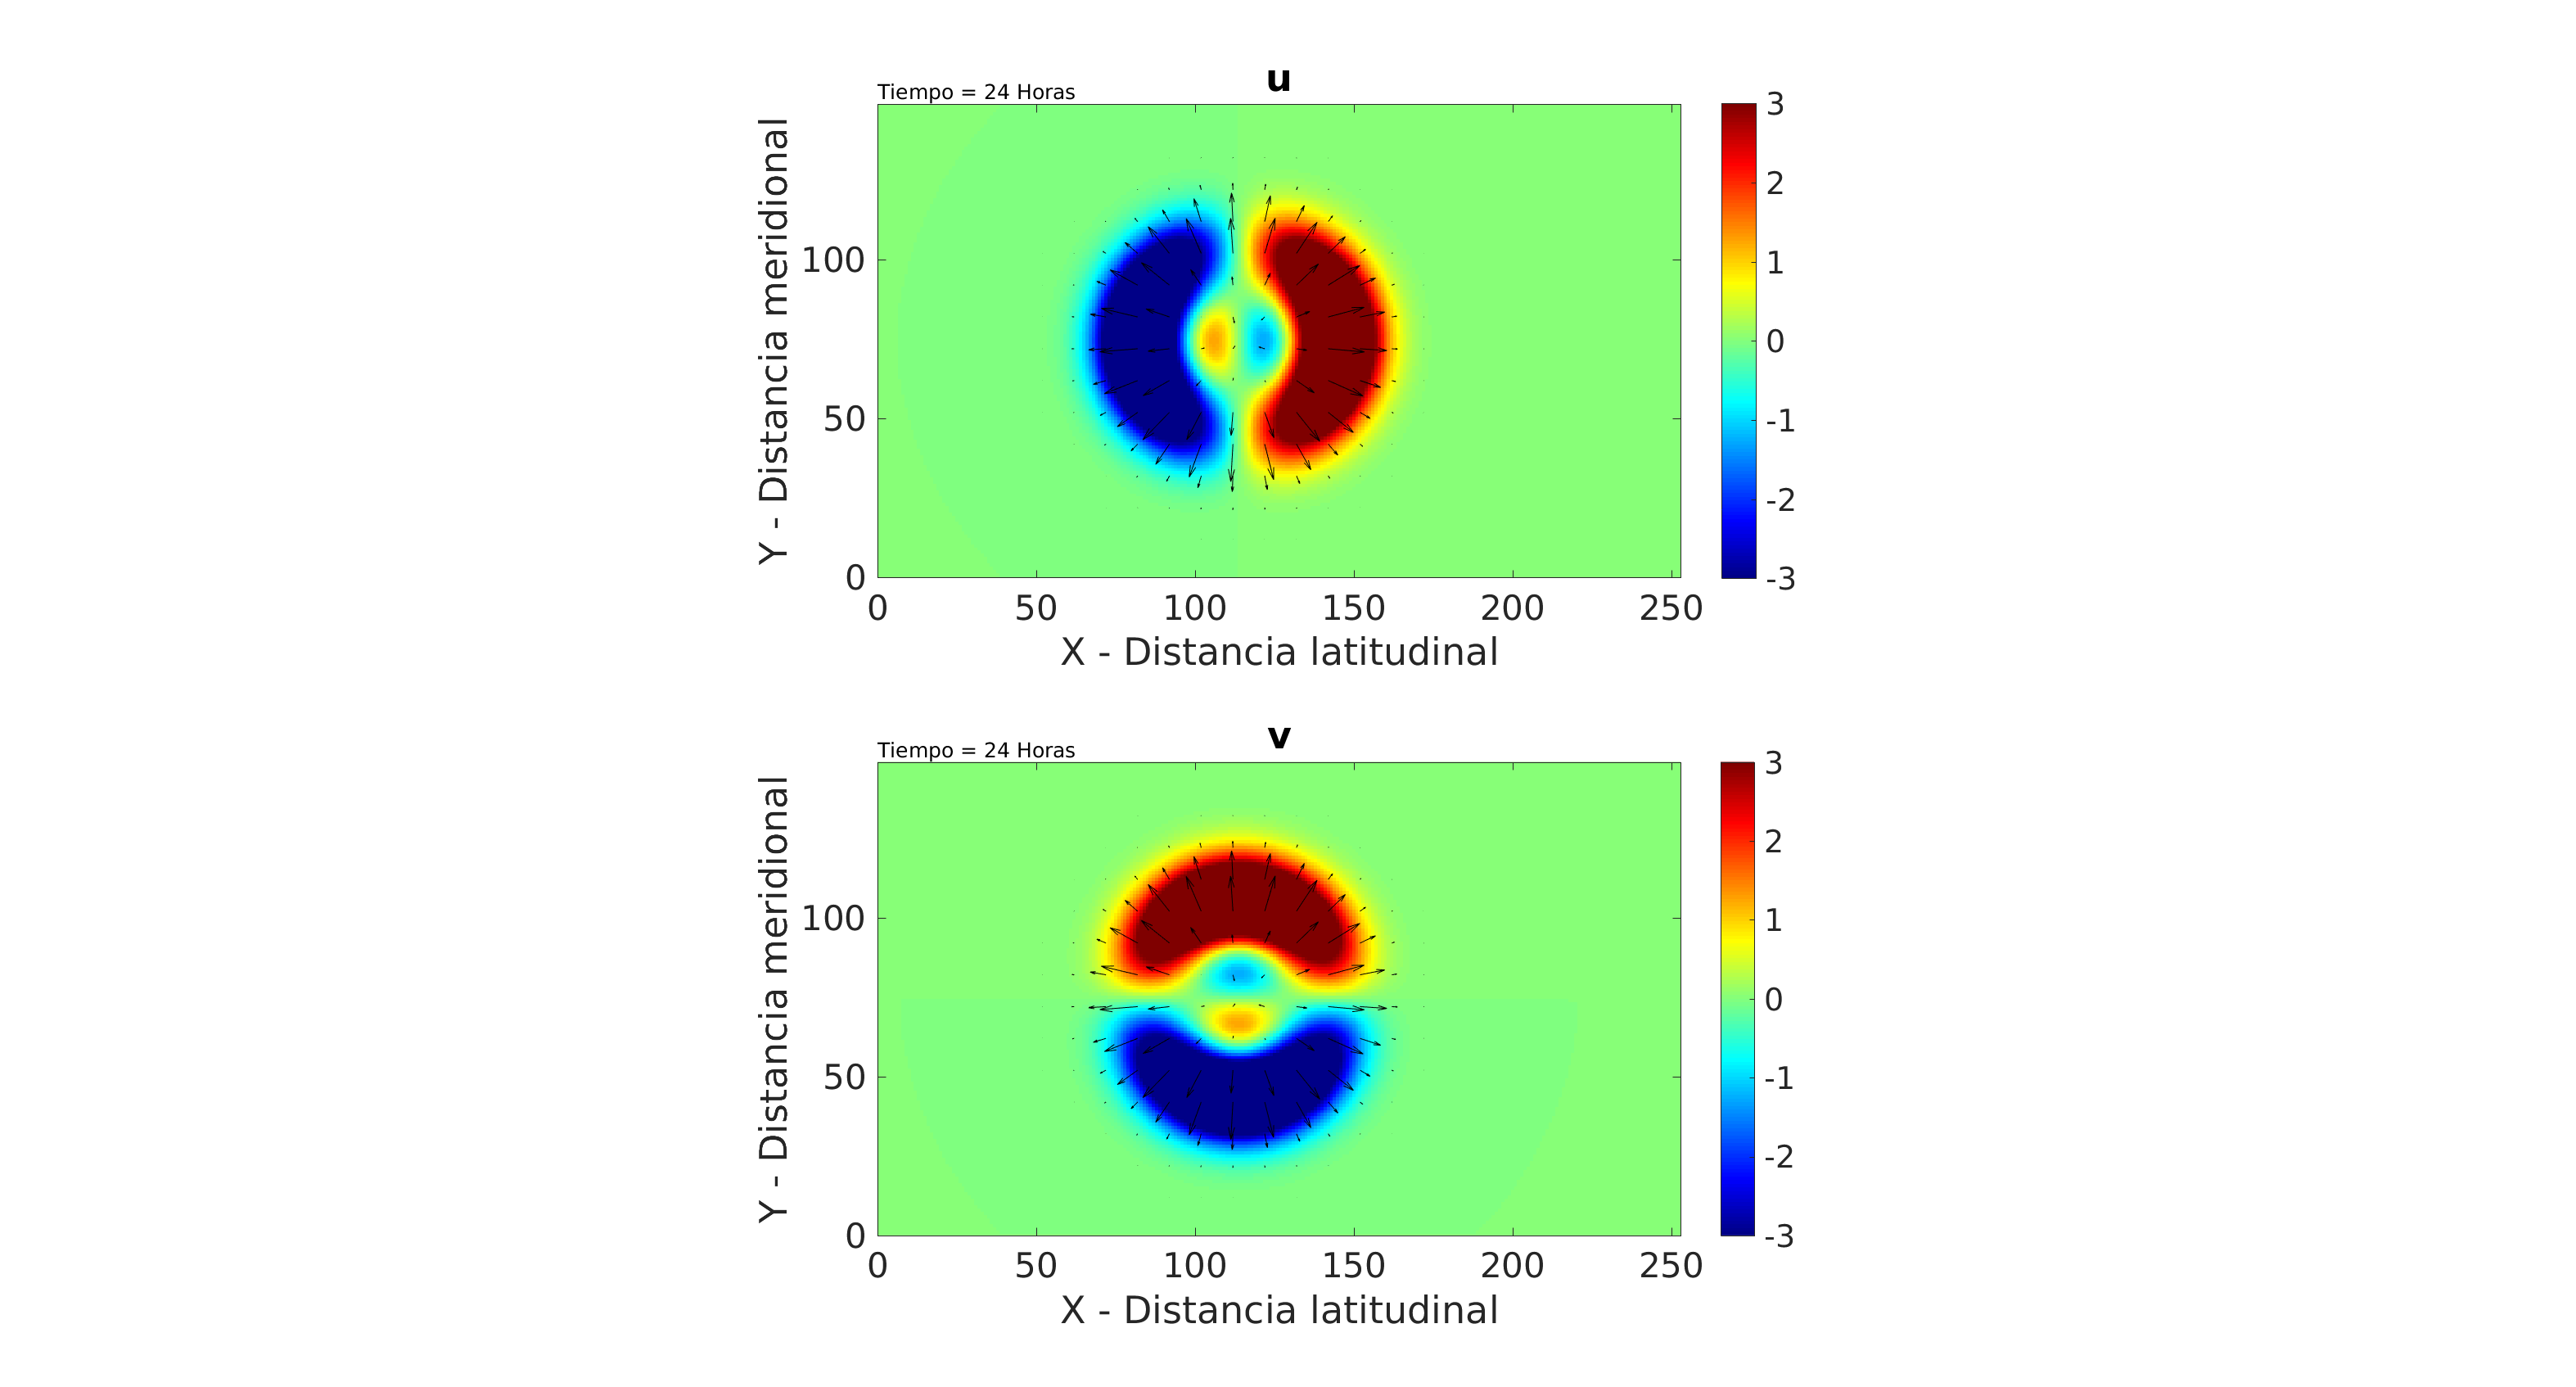 u
Tiempo = 24 Horas
Y - Distancia meridional
100
50
0
0 50 100 150 200 250
X - Distancia latitudinal
3
2
1
0
-1
-2
-3
v
Tiempo = 24 Horas
Y - Distancia meridional
100
50
0
0 50 100 150 200 250
X - Distancia latitudinal
3
2
1
0
-1
-2
-3